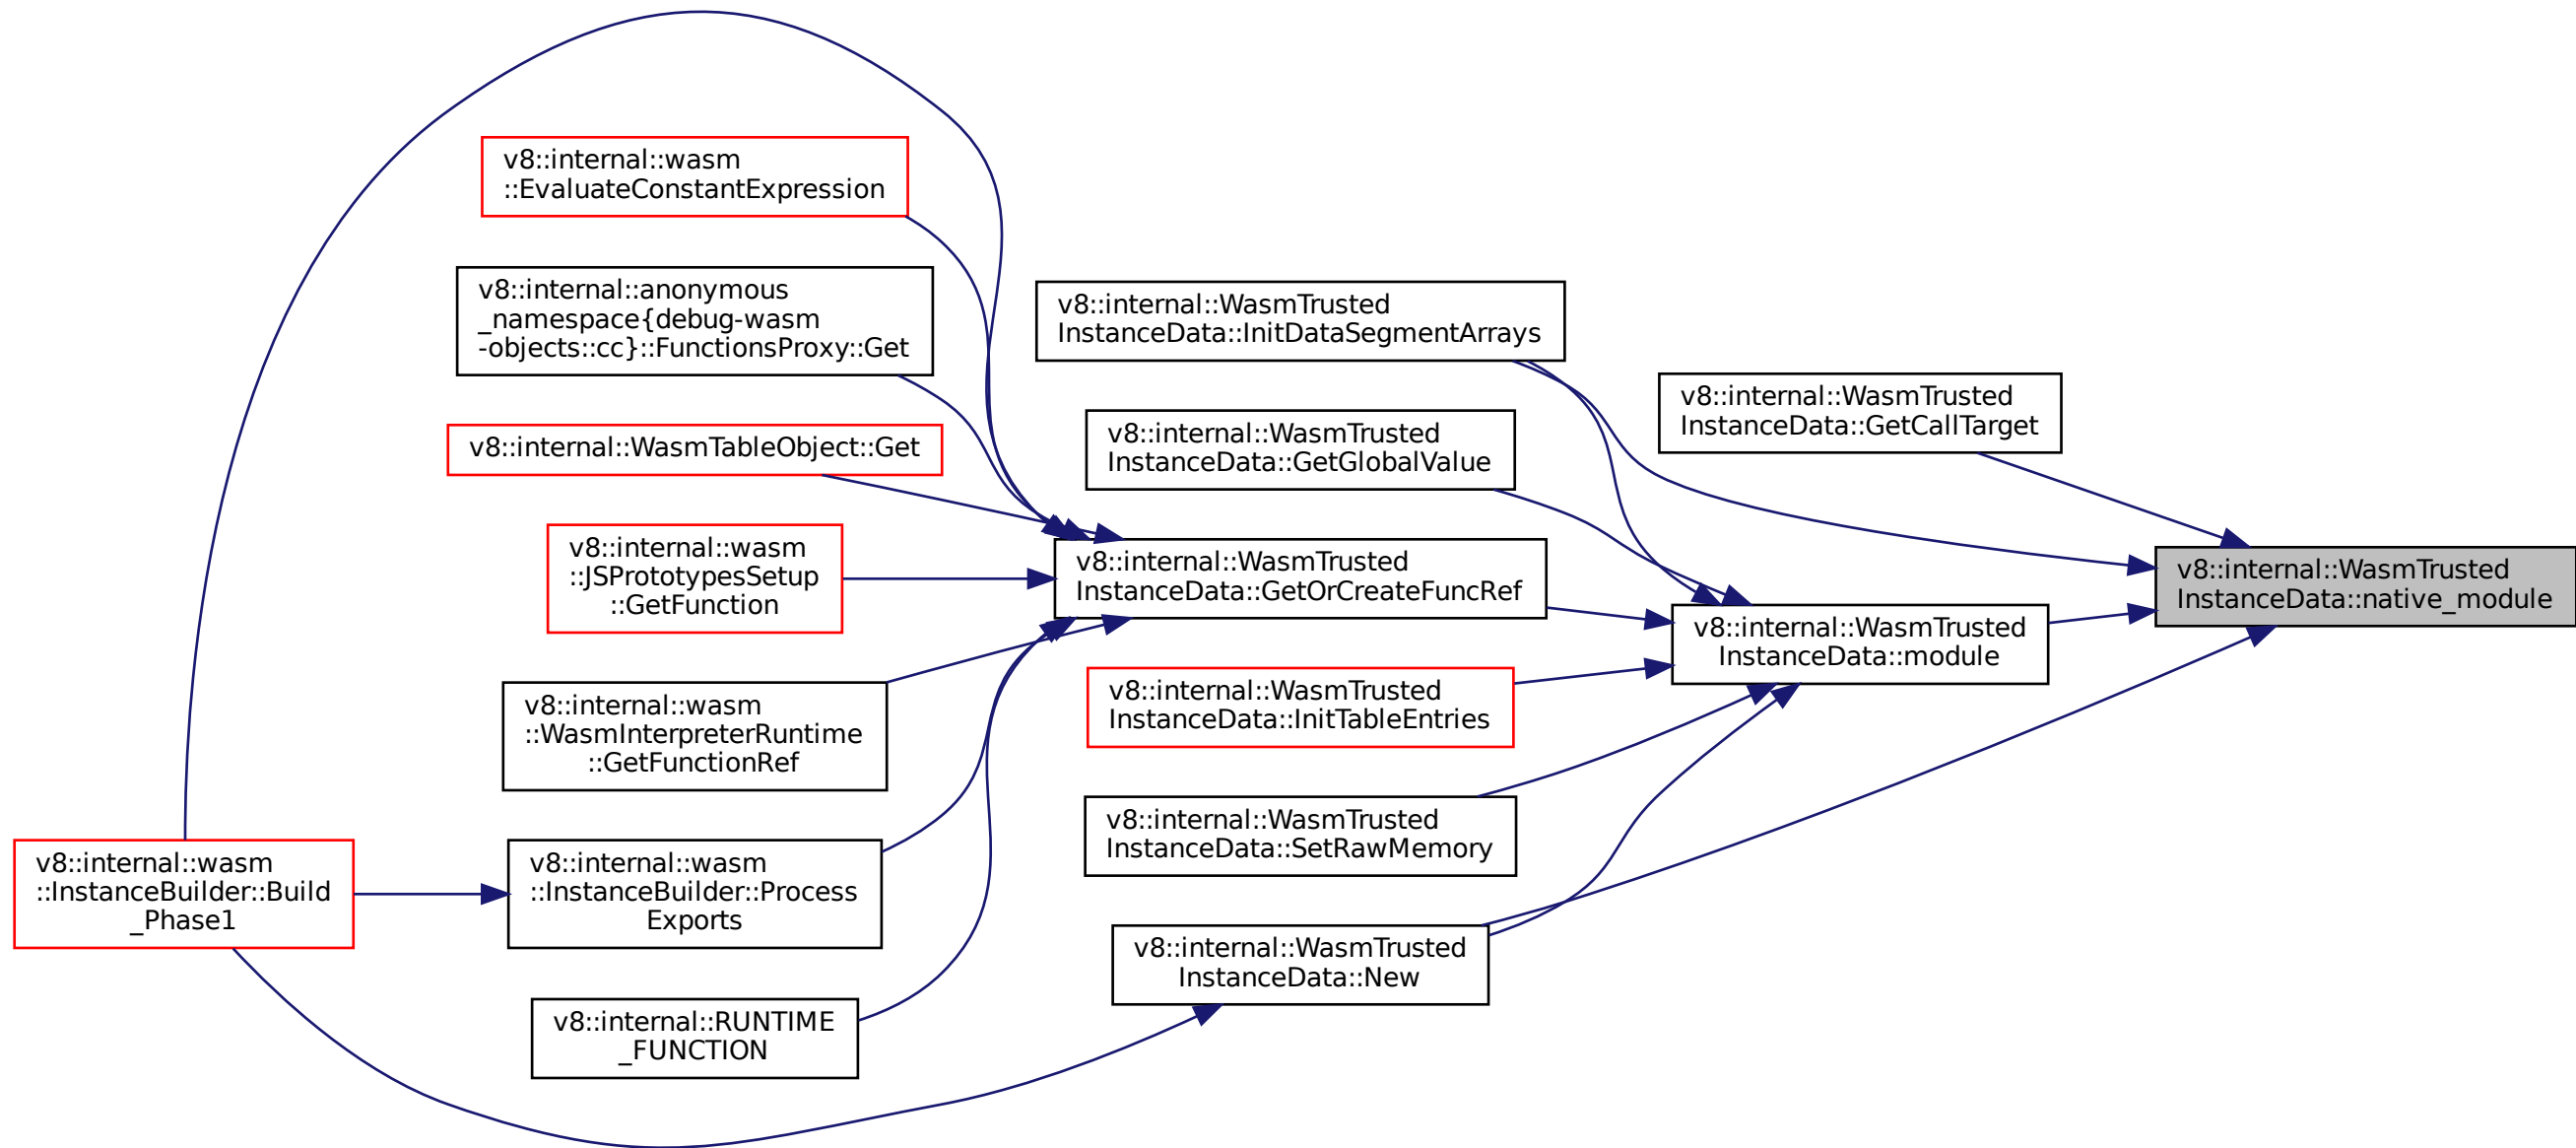 v8::internal::wasm
::EvaluateConstantExpression
v8::internal::anonymous
_namespace{debug-wasm
-objects::cc}::FunctionsProxy::Get
v8::internal::WasmTableObject::Get
v8::internal::wasm
::JSPrototypesSetup
::GetFunction
v8::internal::wasm
::WasmInterpreterRuntime
::GetFunctionRef
v8::internal::wasm
::InstanceBuilder::Build
_Phase1
v8::internal::wasm
::InstanceBuilder::Process
Exports
v8::internal::RUNTIME
_FUNCTION
v8::internal::WasmTrusted
InstanceData::InitDataSegmentArrays
v8::internal::WasmTrusted
InstanceData::GetGlobalValue
v8::internal::WasmTrusted
InstanceData::GetOrCreateFuncRef
v8::internal::WasmTrusted
InstanceData::InitTableEntries
v8::internal::WasmTrusted
InstanceData::SetRawMemory
v8::internal::WasmTrusted
InstanceData::New
v8::internal::WasmTrusted
InstanceData::GetCallTarget
v8::internal::WasmTrusted
InstanceData::module
v8::internal::WasmTrusted
InstanceData::native_module